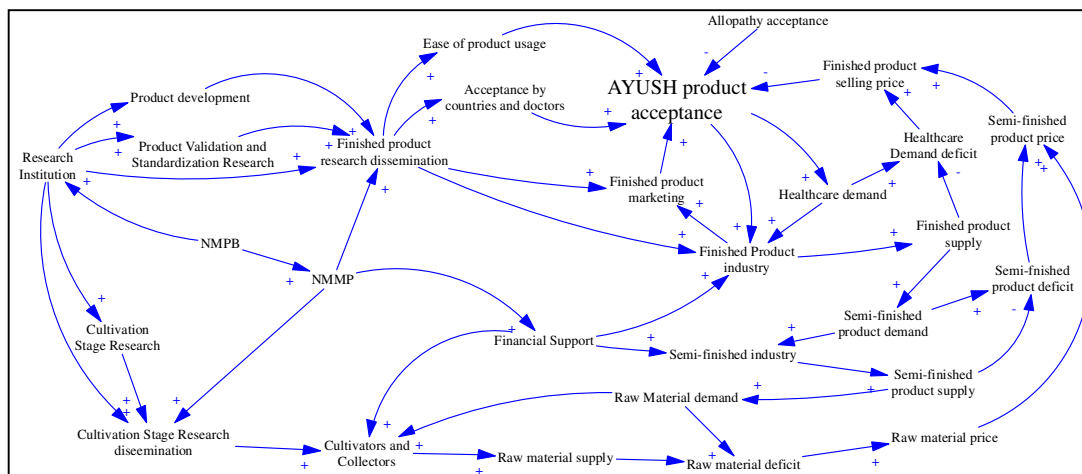 Allopathy acceptance
Ease of product usage
Finished product
selling price
AYUSH product
acceptance
Product development
Acceptance by
countries and doctors
Semi-finished
product price
Product Validation and
Standardization Research
Finished product
research dissemination
Healthcare
Demand deficit
Research
Institution
Finished product
marketing
Healthcare demand
NMPB
Finished Product
industry
Finished product
supply
NMMP
Semi-fnished
product deficit
Cultivation
Stage Research
Financial Support
Semi-finished
product demand
Semi-finished industry
Semi-finished
product supply
Raw Material demand
Cultivation Stage Research
diseemination
Cultivators and
Collectors
Raw material supply
Raw material deficit
Raw material price